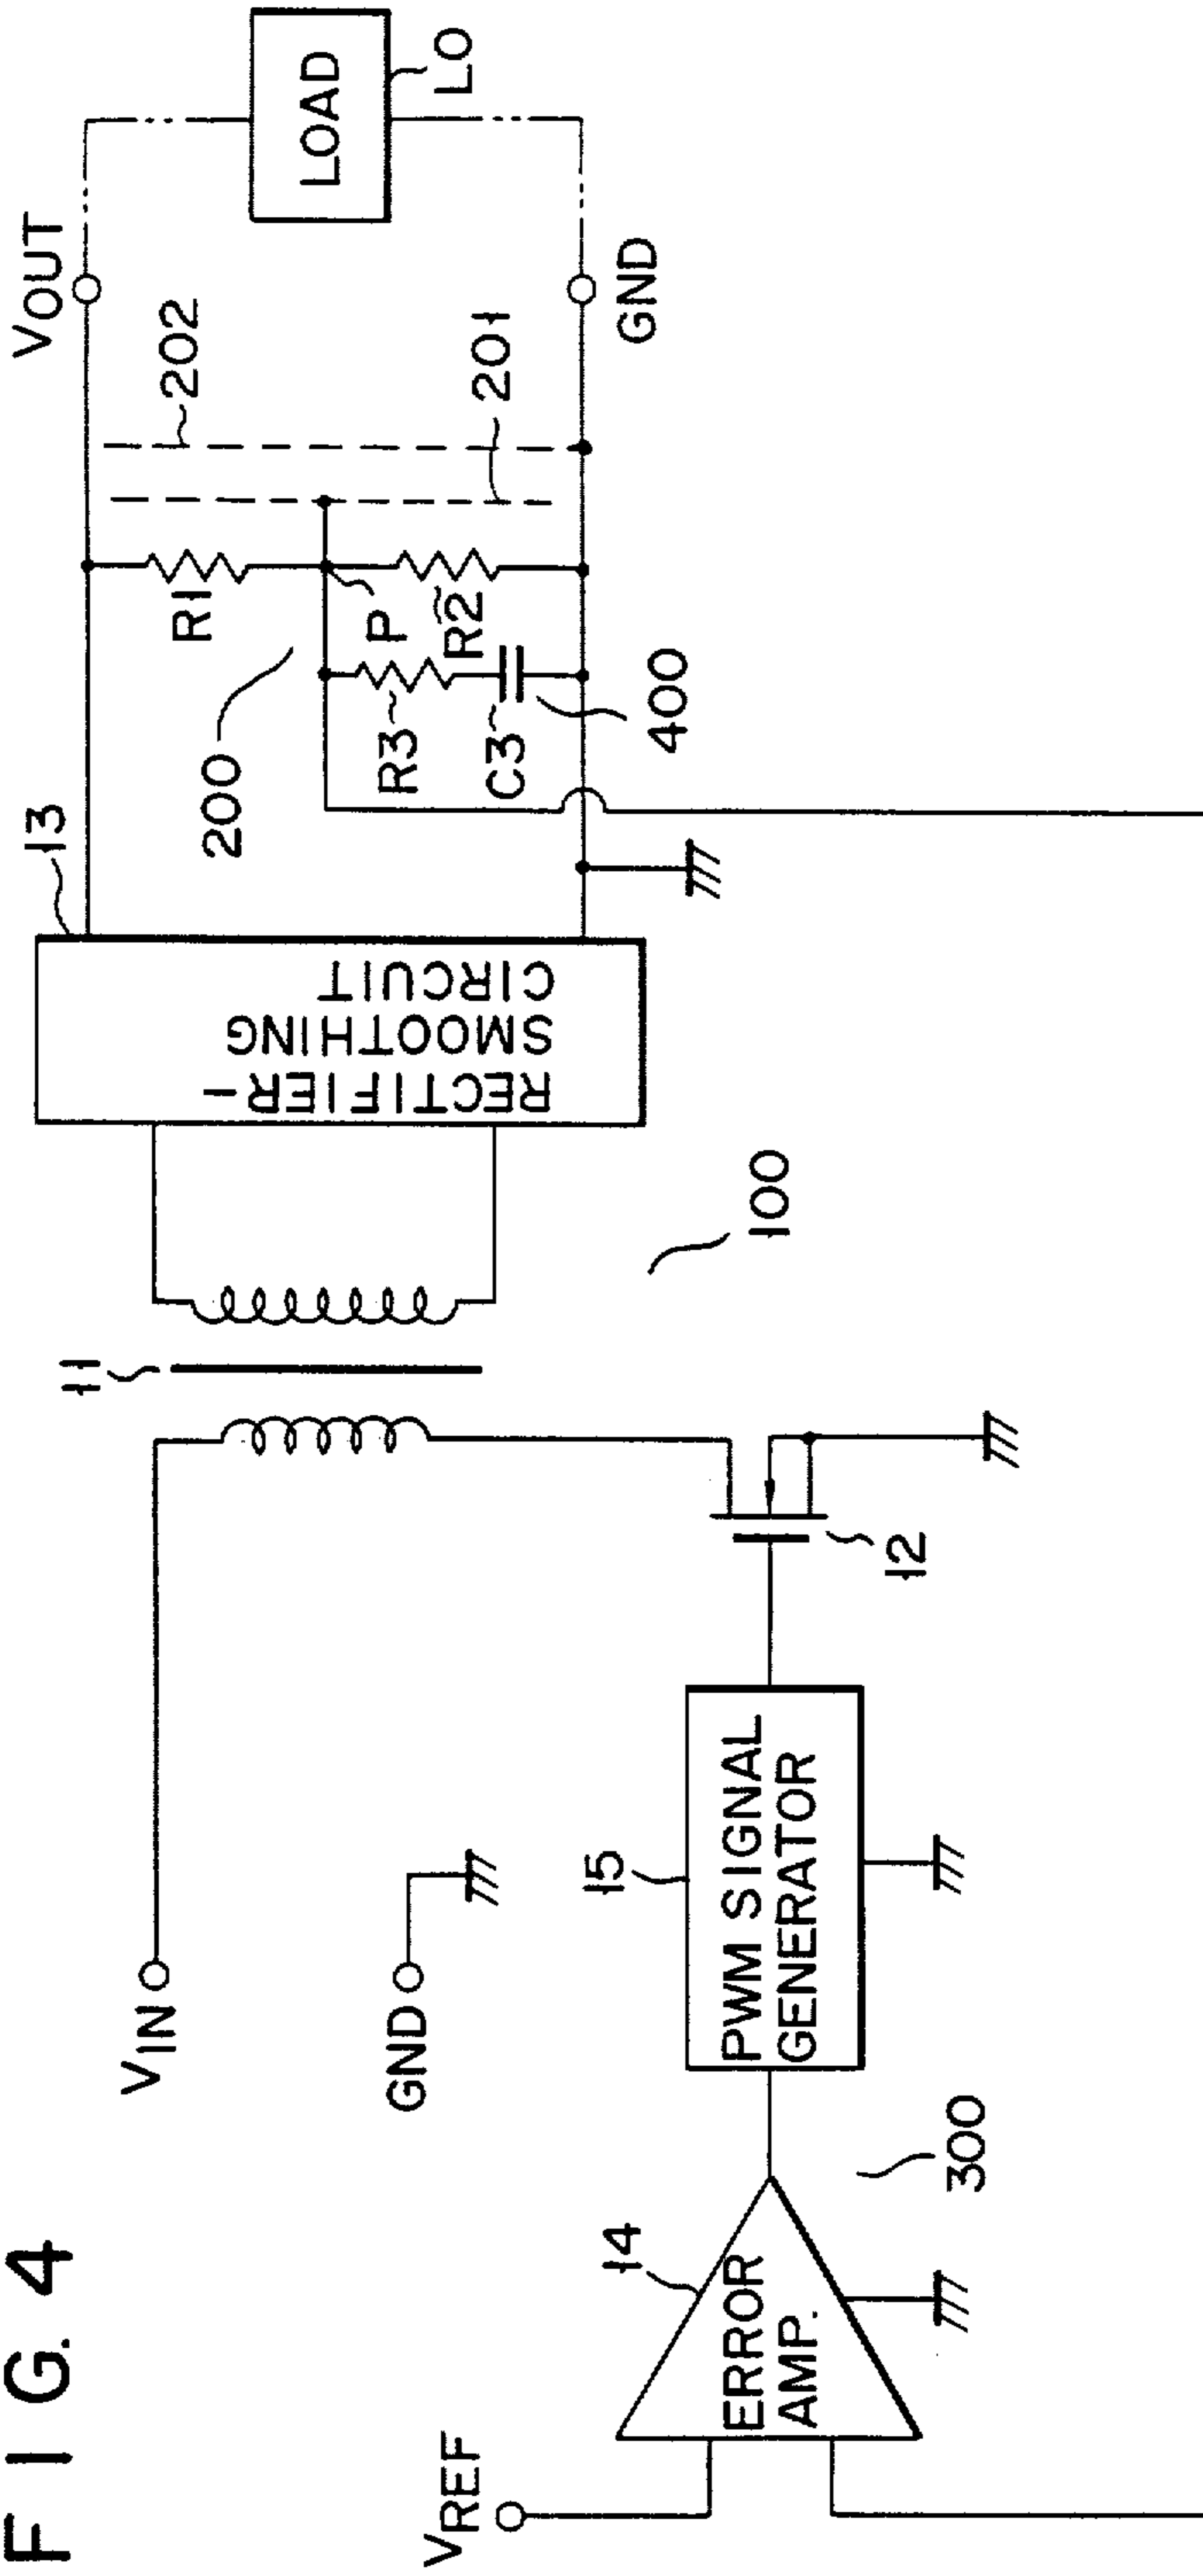 FIG. 4
VIN
GND
VREF
14
ERROR
AMP.
300
15
PWM SIGNAL
GENERATOR
12
11
100
13
RECTIFIER-
SMOOTHING
CIRCUIT
200
R1
P
R2
R3
C3
400
202
201
VOUT
GND
LOAD
LO